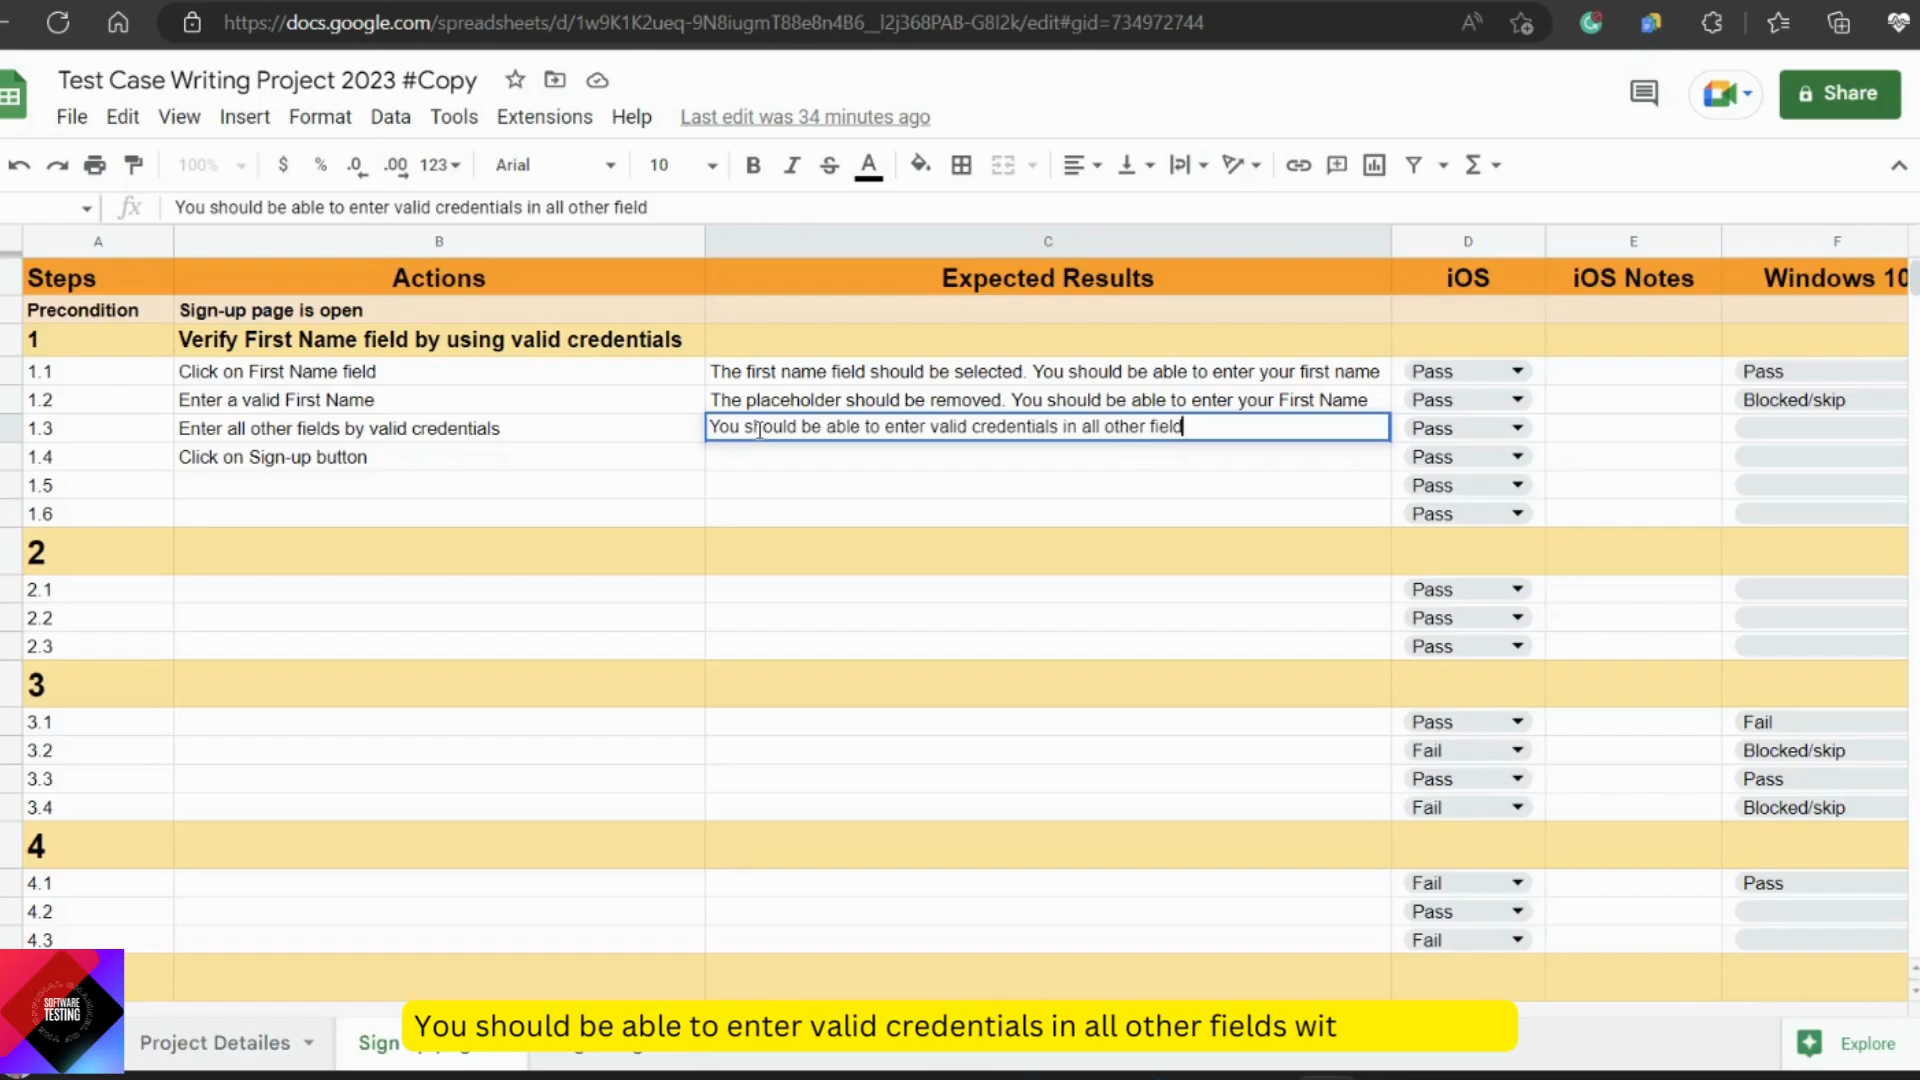 https://docs.google.com/spreadsheets/d/1w9K1K2ueq-9N8iugmT88e8n4B6__l2j368PAB-G8I2k/edit#gid=734972744
Test Case Writing Project 2023 #Copy
Share
File Edit View Insert Format Data Tools Extensions Help Last edit was 34 minutes ago
100% $ % .0 .00 123 Arial 10 B I S A
fx You should be able to enter valid credentials in all other field
A B C D E F
Steps Actions Expected Results iOS iOS Notes Windows 10
Precondition Sign-up page is open
1 Verify First Name field by using valid credentials
1.1 Click on First Name field The first name field should be selected. You should be able to enter your first name Pass Pass
1.2 Enter a valid First Name The placeholder should be removed. You should be able to enter your First Name Pass Blocked/skip
1.3 Enter all other fields by valid credentials You should be able to enter valid credentials in all other field Pass
1.4 Click on Sign-up button Pass
1.5 Pass
1.6 Pass
2
2.1 Pass
2.2 Pass
2.3 Pass
3
3.1 Pass Fail
3.2 Fail Blocked/skip
3.3 Pass Pass
3.4 Fail Blocked/skip
4
4.1 Fail Pass
4.2 Pass
4.3 Fail
SOFTWARE
TESTING
You should be able to enter valid credentials in all other fields wit
Project Detailes Sign Explore